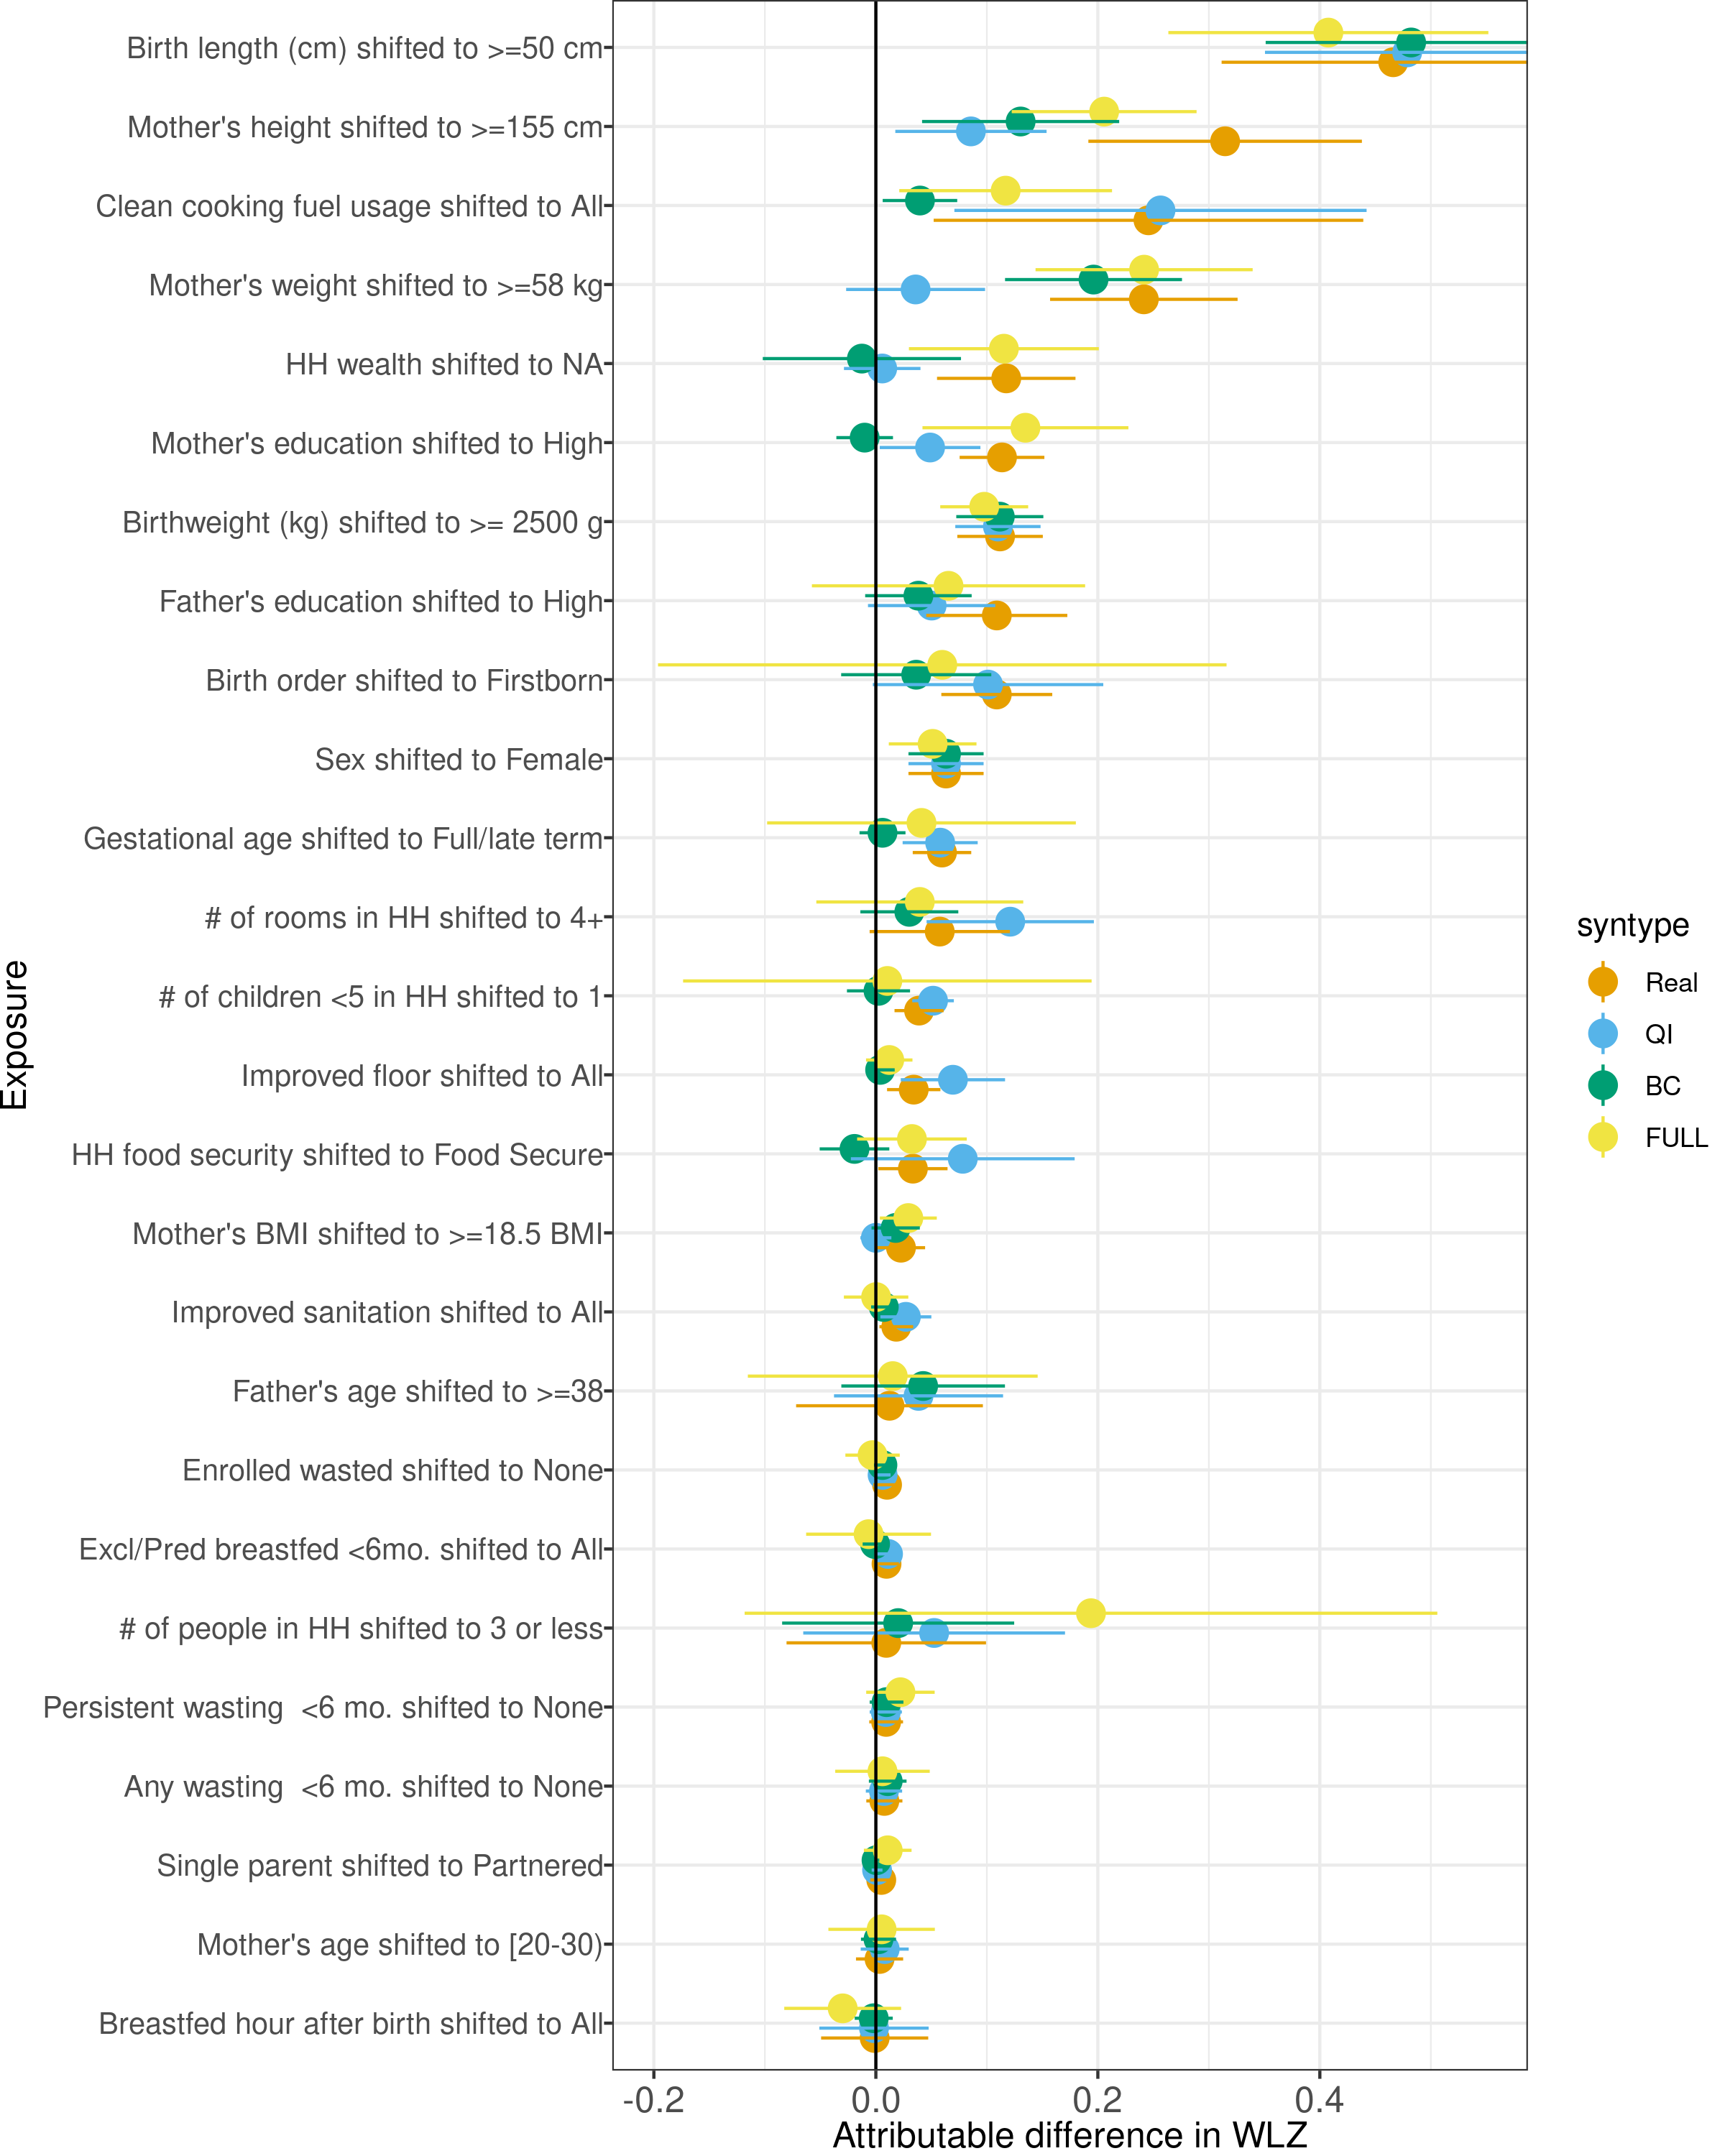 Exposure
Birth length (cm) shifted to >=50 cm
Mother's height shifted to >=155 cm
Clean cooking fuel usage shifted to All
Mother's weight shifted to >=58 kg
HH wealth shifted to NA
Mother's education shifted to High
Birthweight (kg) shifted to >= 2500 g
Father's education shifted to High
Birth order shifted to Firstborn
Sex shifted to Female
Gestational age shifted to Full/late term
# of rooms in HH shifted to 4+
# of children <5 in HH shifted to 1
Improved floor shifted to All
HH food security shifted to Food Secure
Mother's BMI shifted to >=18.5 BMI
Improved sanitation shifted to All
Father's age shifted to >=38
Enrolled wasted shifted to None
Excl/Pred breastfed <6mo. shifted to All
# of people in HH shifted to 3 or less
Persistent wasting  <6 mo. shifted to None
Any wasting  <6 mo. shifted to None
Single parent shifted to Partnered
Mother's age shifted to [20-30)
Breastfed hour after birth shifted to All
-0.2 0.0 0.2 0.4
Attributable difference in WLZ
syntype
Real
QI
BC
FULL